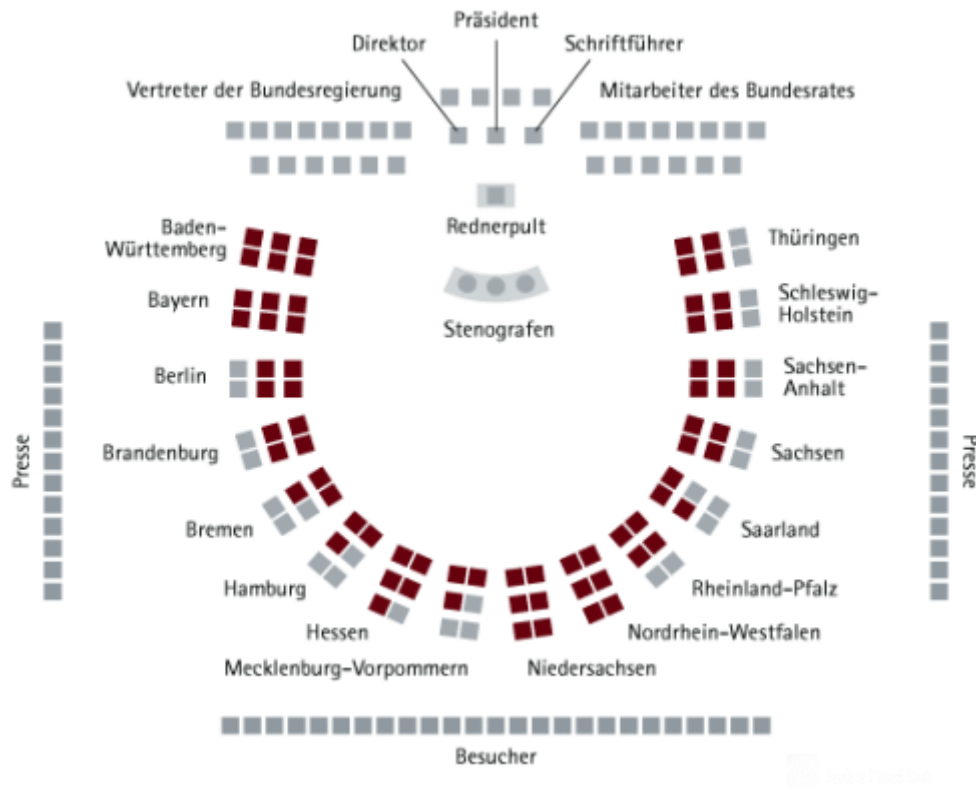 Präsident
Direktor
Schriftführer
Vertreter der Bundesregierung
Mitarbeiter des Bundesrates
Rednerpult
Baden-
Württemberg
Thüringen
Bayern
Schleswig-
Holstein
Stenografen
Berlin
Sachsen-
Anhalt
Presse
Brandenburg
Sachsen
Presse
Bremen
Saarland
Hamburg
Rheinland-Pfalz
Hessen
Nordrhein-Westfalen
Mecklenburg-Vorpommern
Niedersachsen
Besucher